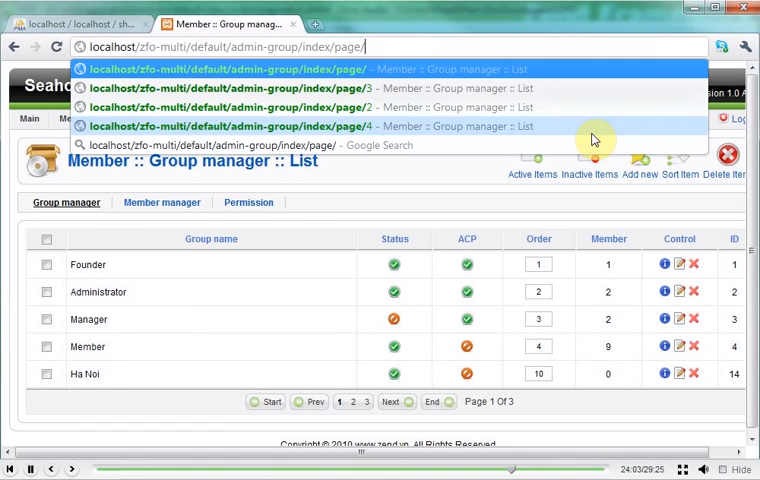 localhost / localhost / sh...
Member :: Group manag...
localhost/zfo-multi/default/admin-group/index/page/
localhost/zfo-multi/default/admin-group/index/page/ - Member :: Group manager :: List
localhost/zfo-multi/default/admin-group/index/page/3 - Member :: Group manager :: List
localhost/zfo-multi/default/admin-group/index/page/2 - Member :: Group manager :: List
localhost/zfo-multi/default/admin-group/index/page/4 - Member :: Group manager :: List
localhost/zfo-multi/default/admin-group/index/page/ - Google Search
Seaho
ersion 1.0 A
Main
Me
Log
Member :: Group manager :: List
Active Items Inactive Items Add new Sort Item Delete Iter
Group manager Member manager Permission
Group name Status ACP Order Member Control ID
Founder 1 1 1
Administrator 2 2 2
Manager 3 2 3
Member 4 9 4
Ha Noi 10 0 14
Start Prev 1 2 3 Next End Page 1 Of 3
Copyright © 2010 www.zend.vn. All Rights Reserved
24:03/29:25 Hide